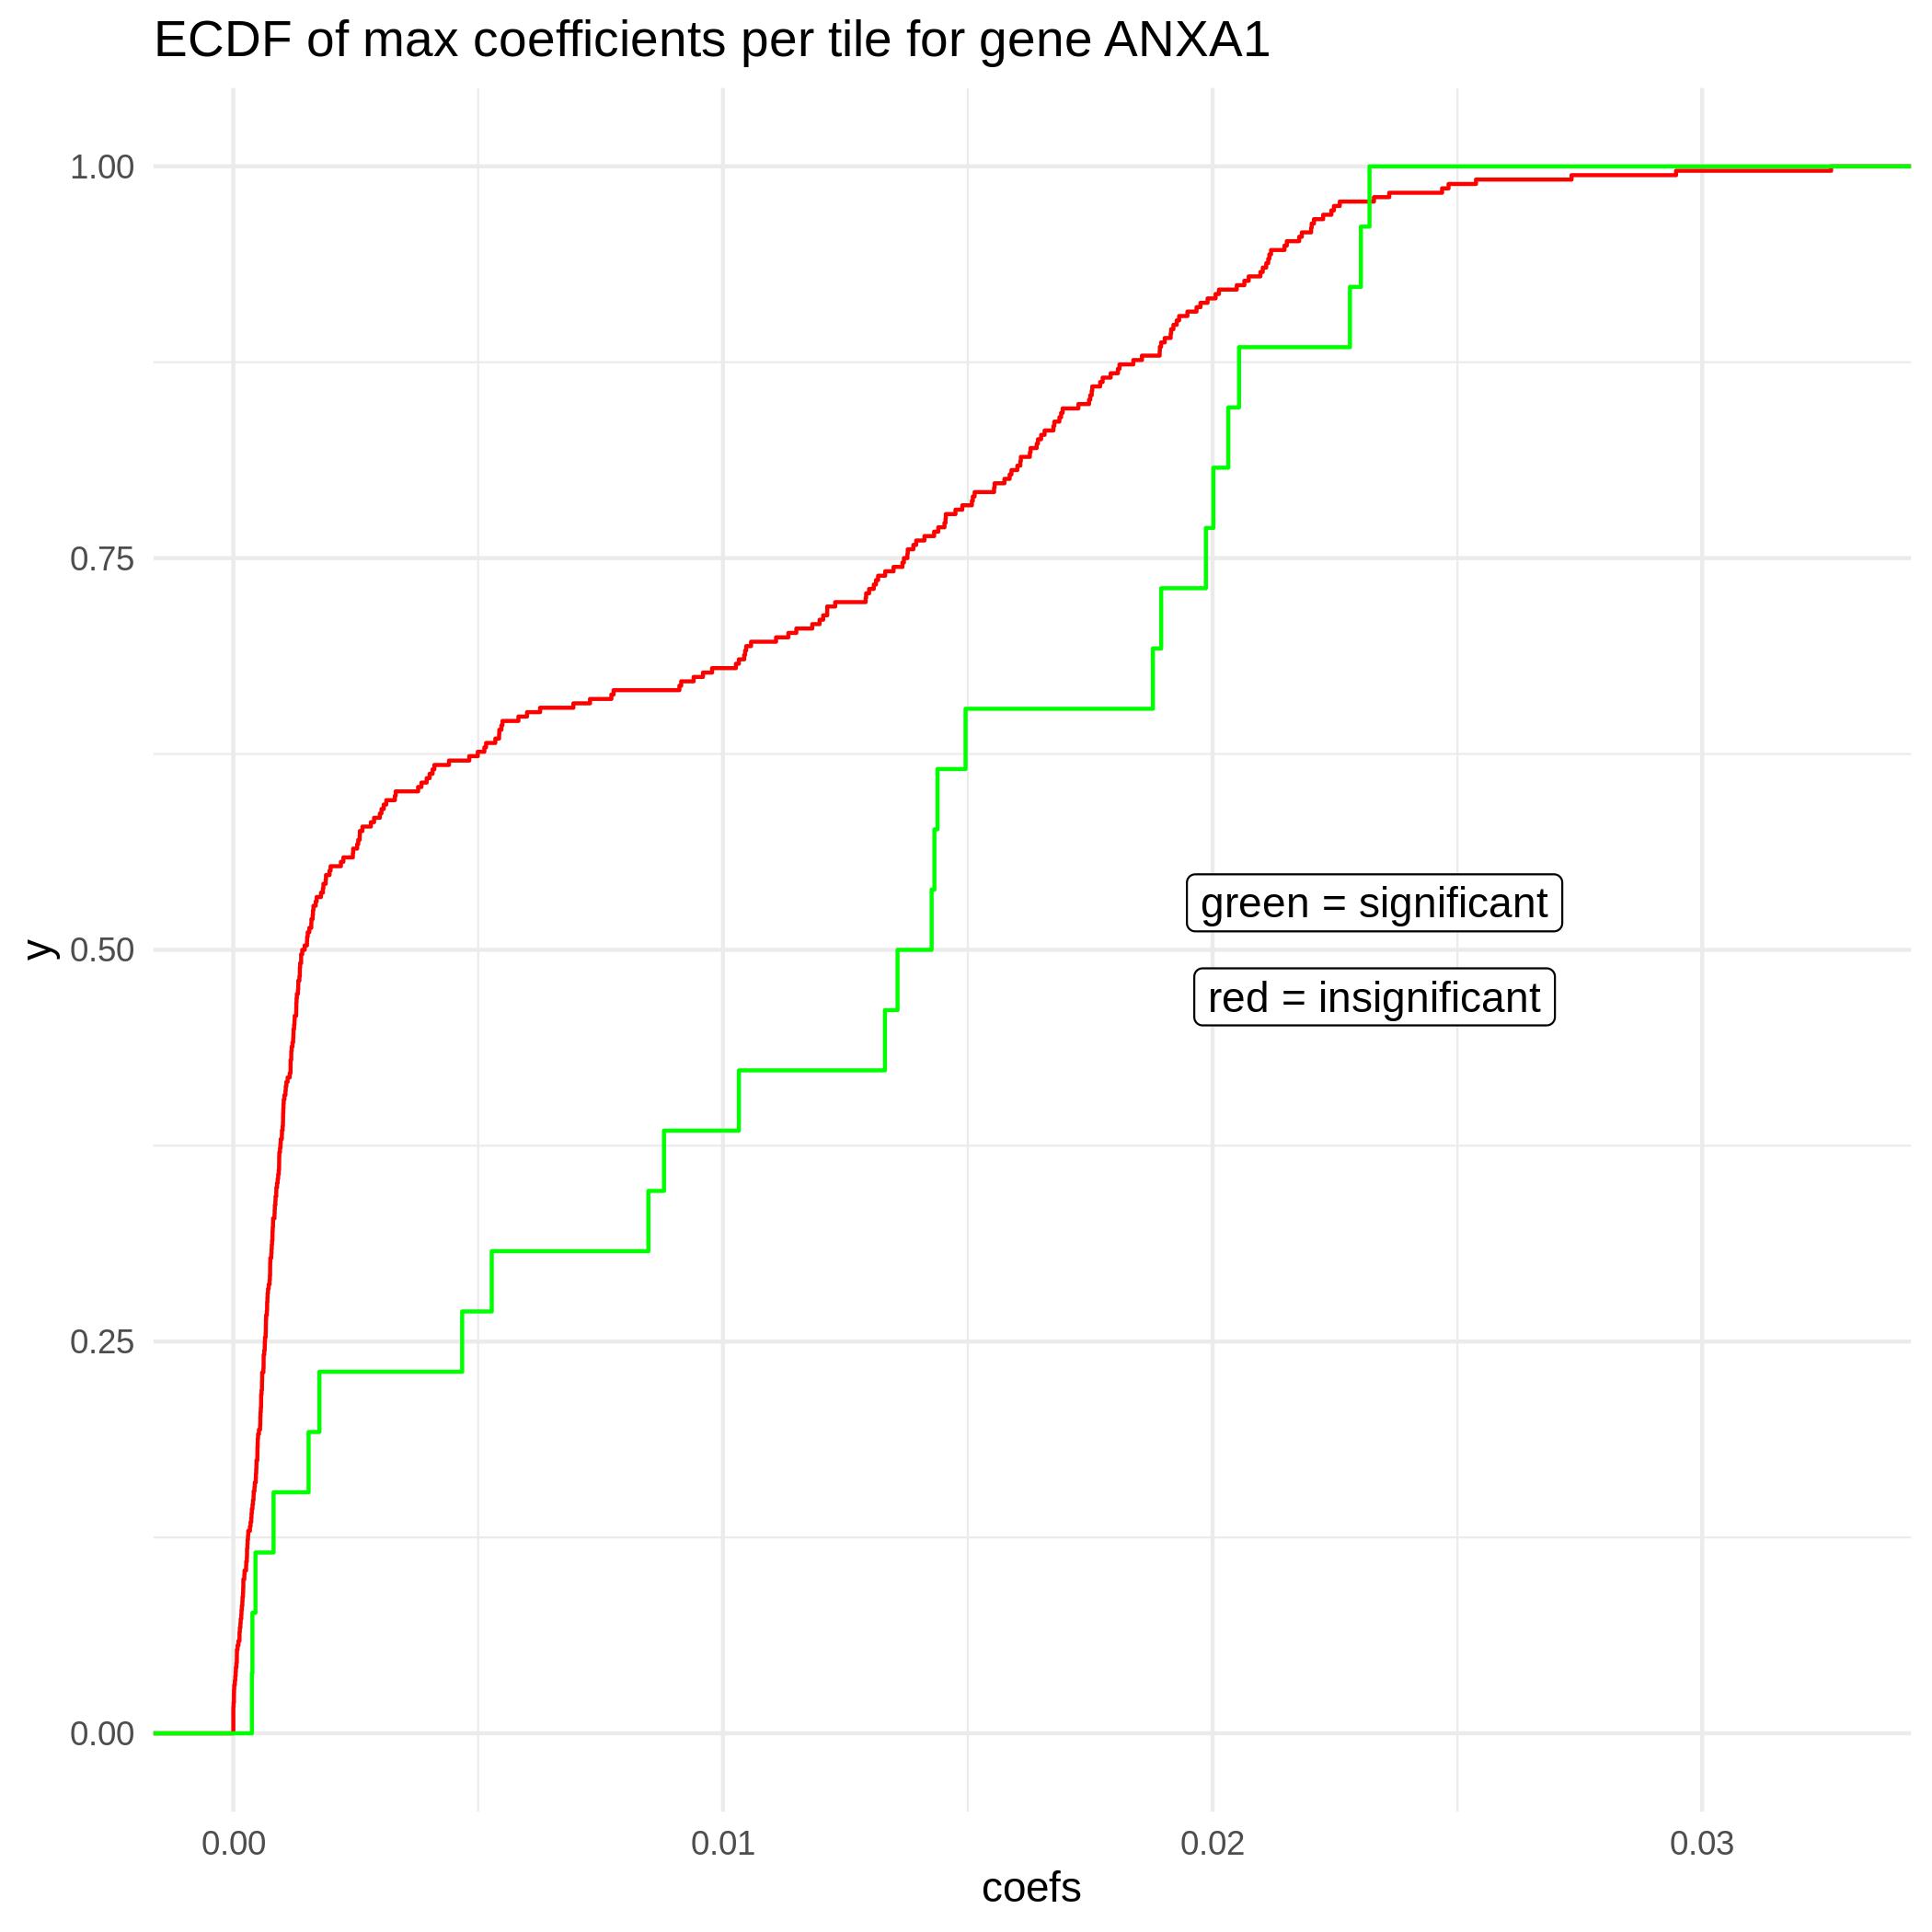 ECDF of max coefficients per tile for gene ANXA1
1.00
0.75
0.50
0.25
0.00
y
green = significant
red = insignificant
0.00 0.01 0.02 0.03
coefs